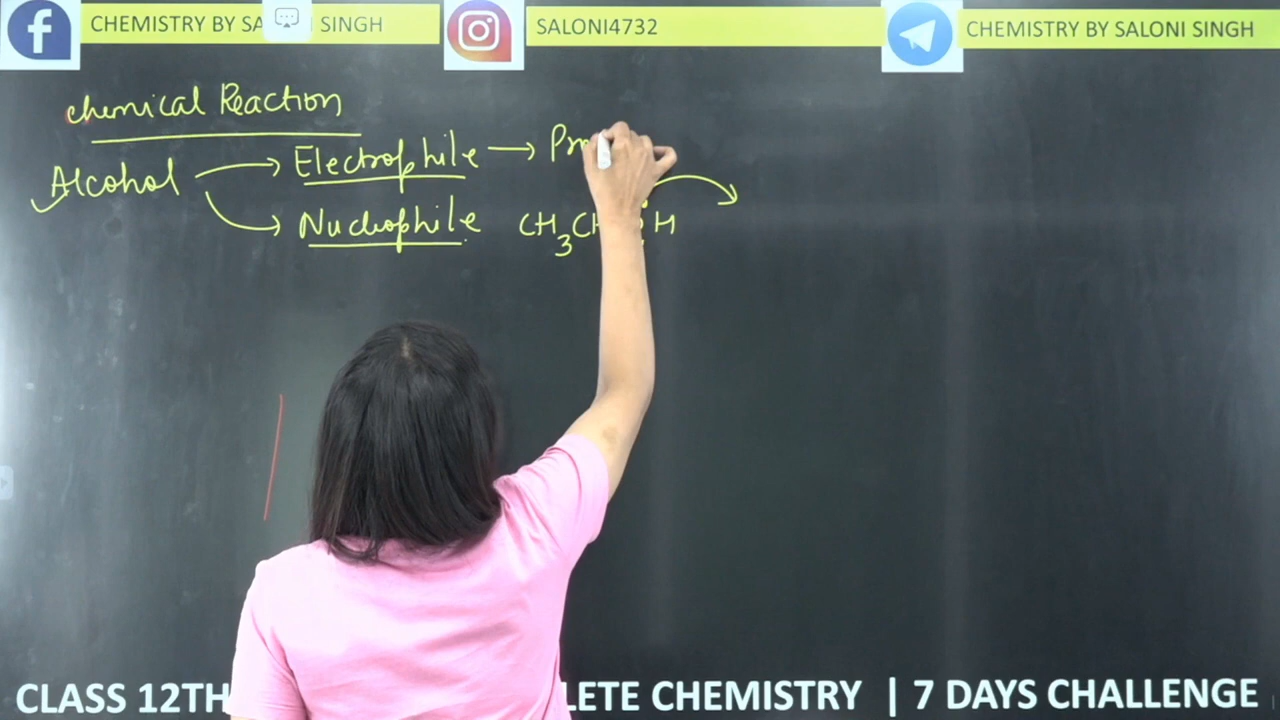 CHEMISTRY BY SA SINGH
SALONI4732
CHEMISTRY BY SALONI SINGH
Chemical Reaction
Alcohol
Electrophile →
Nucleophile
CH3 H
CLASS 12TH LETE CHEMISTRY | 7 DAYS CHALLENGE